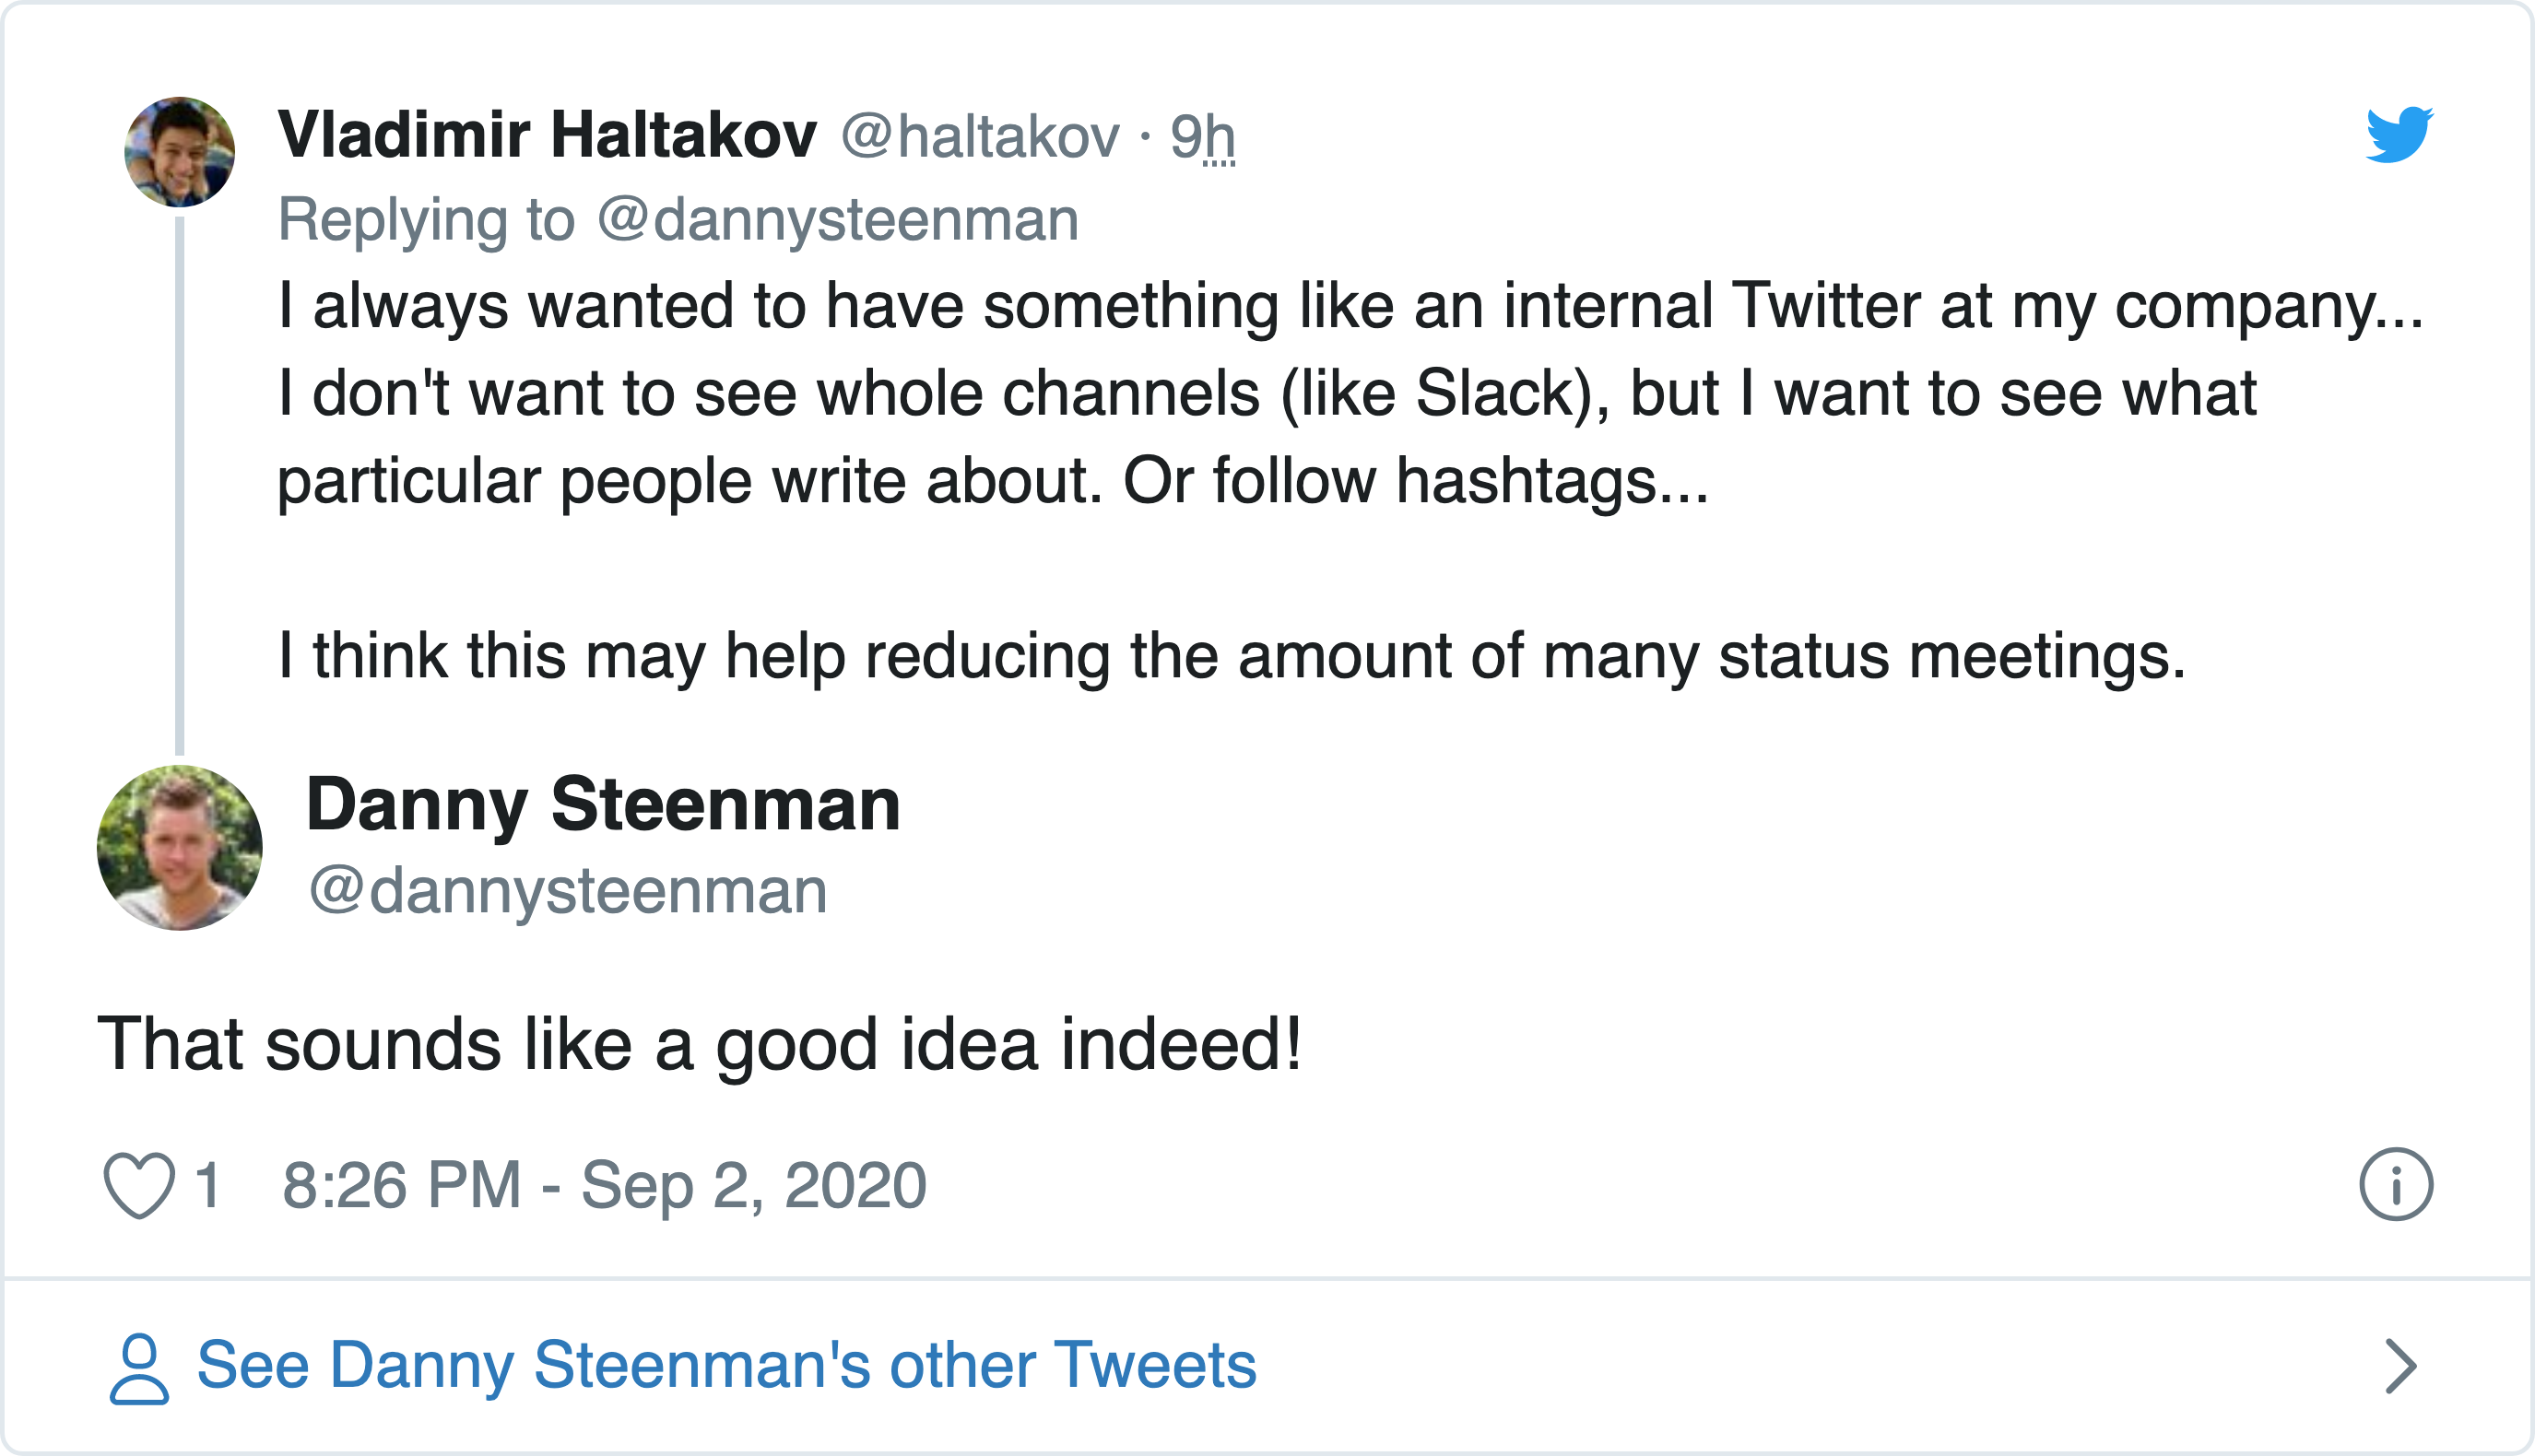 Vladimir Haltakov @haltakov · 9h
Replying to @dannysteenman
I always wanted to have something like an internal Twitter at my company...
I don't want to see whole channels (like Slack), but I want to see what
particular people write about. Or follow hashtags...
I think this may help reducing the amount of many status meetings.
Danny Steenman
@dannysteenman
That sounds like a good idea indeed!
1 8:26 PM - Sep 2, 2020
See Danny Steenman's other Tweets